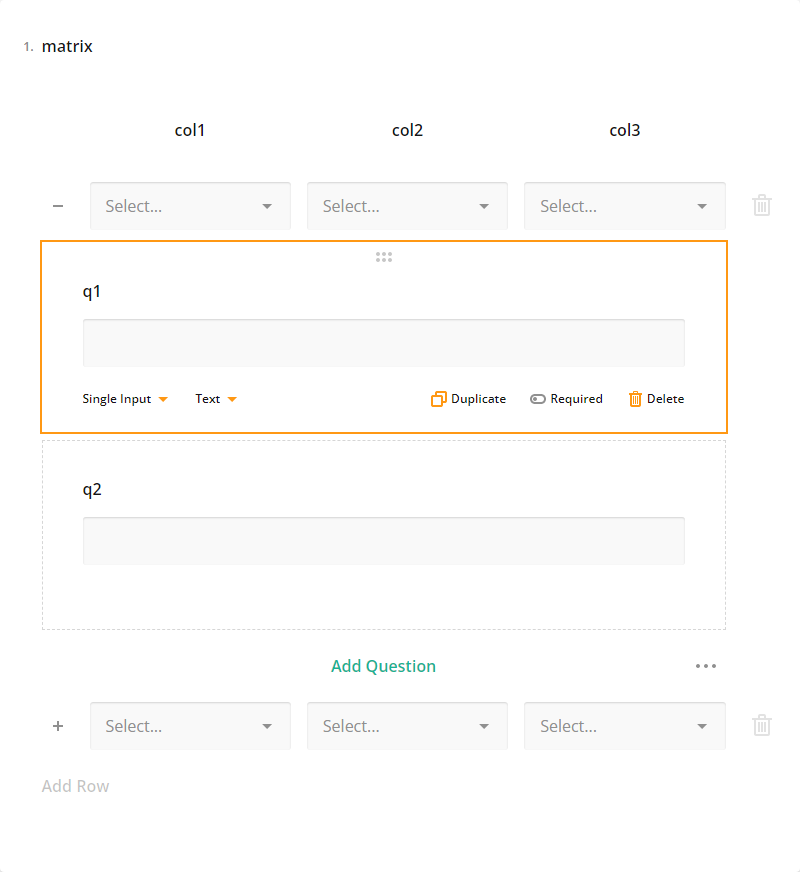 1. matrix
col1 col2 col3
Select... Select... Select...
q1
Single Input Text Duplicate Required Delete
q2
Add Question
Select... Select... Select...
Add Row